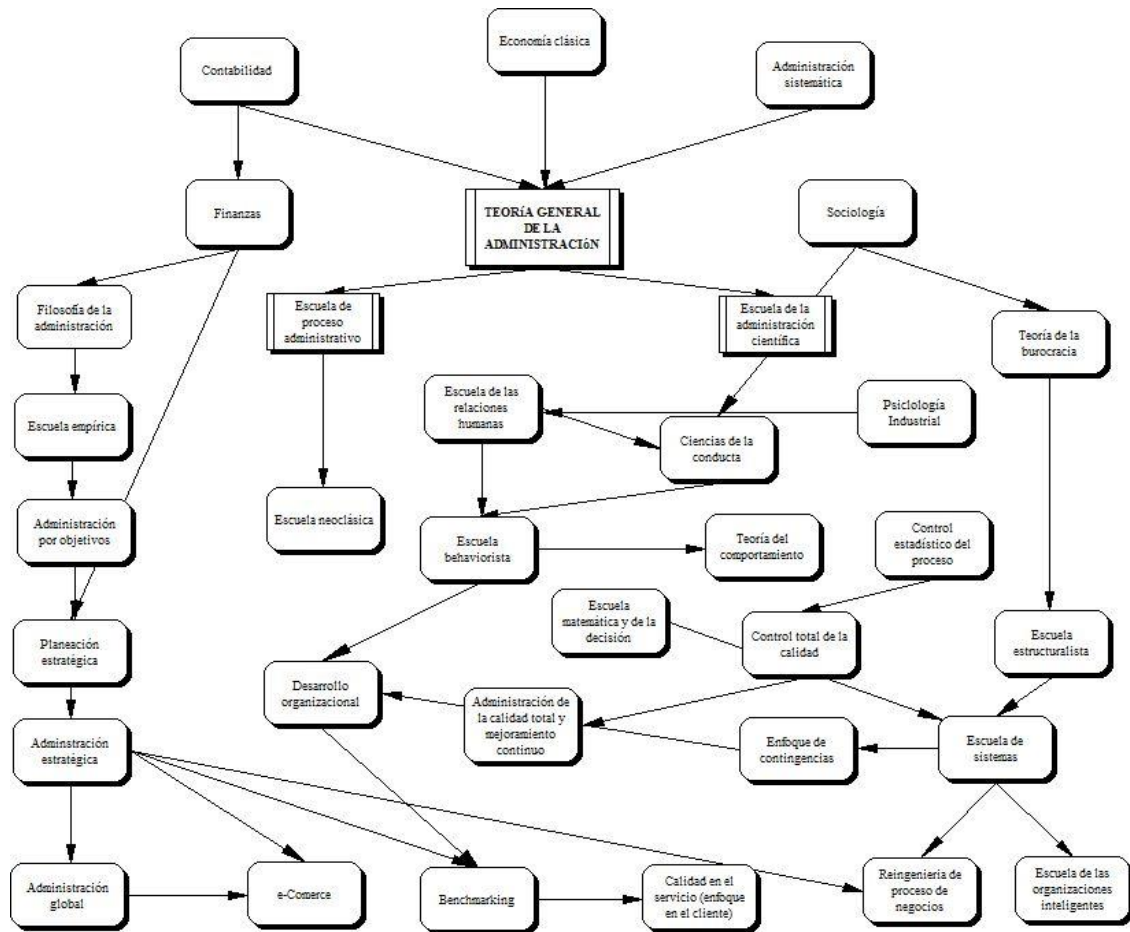 Economía clásica
Contabilidad
Administración
sistemática
Finanzas
TEORíA GENERAL
DE LA
ADMINISTRACIóN
Sociología
Filosofía de la
administración
Escuela de
proceso
administrativo
Escuela de la
administración
científica
Teoría de la
burocracia
Escuela empírica
Escuela de las
relaciones
humanas
Psiclología
Industrial
Ciencias de la
conducta
Administración
por objetivos
Escuela neoclásica
Escuela
behaviorista
Teoría del
comportamiento
Control
estadístico del
proceso
Escuela
matemática y de la
decisión
Planeación
estratégica
Control total de la
calidad
Escuela
estructuralista
Desarrollo
organizacional
Administración de
la calidad total y
mejoramiento
continuo
Adminstración
estratégica
Enfoque de
contingencias
Escuela de
sistemas
Administración
global
e-Comerce
Benchmarking
Calidad en el
servicio (enfoque
en el cliente)
Reingenieria de
proceso de
negocios
Escuela de las
organizaciones
inteligentes